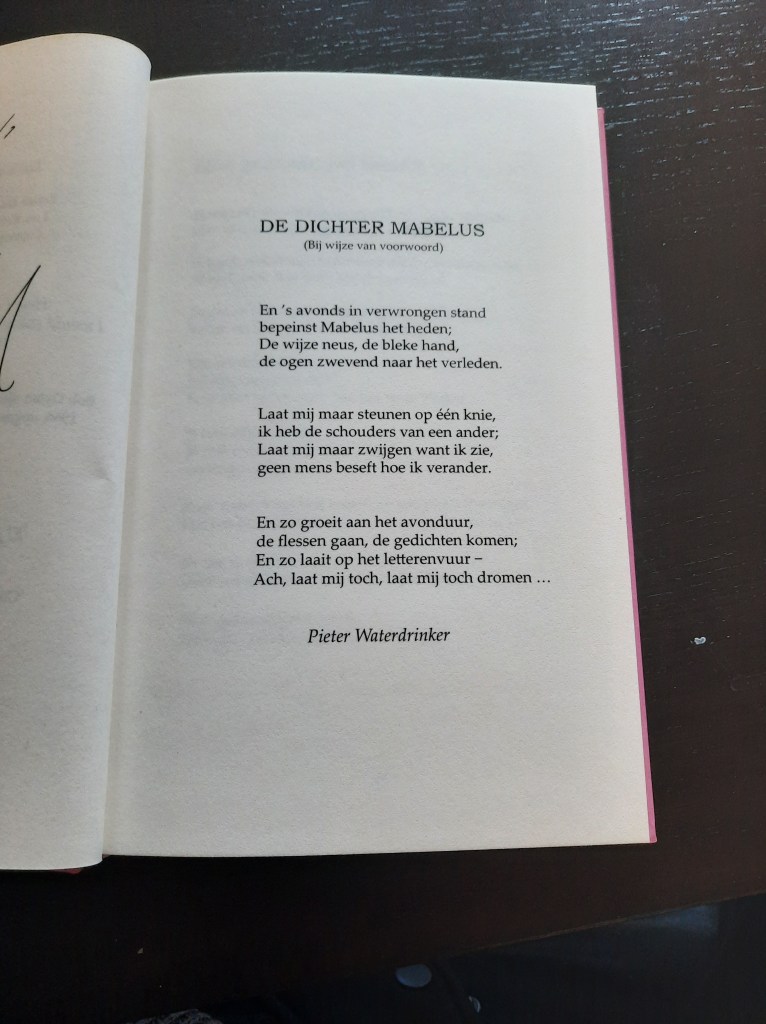 DE DICHTER MABELUS
(Bij wijze van voorwoord)
En ’s avonds in verwrongen stand
bepeinst Mabelus het heden;
De wijze neus, de bleke hand,
de ogen zwevend naar het verleden.
Laat mij maar steunen op één knie,
ik heb de schouders van een ander;
Laat mij maar zwijgen want ik zie,
geen mens beseft hoe ik verander.
En zo groeit aan het avonduur,
de flessen gaan, de gedichten komen;
En zo laait op het letterenvuur –
Ach, laat mij toch, laat mij toch dromen …
Pieter Waterdrinker